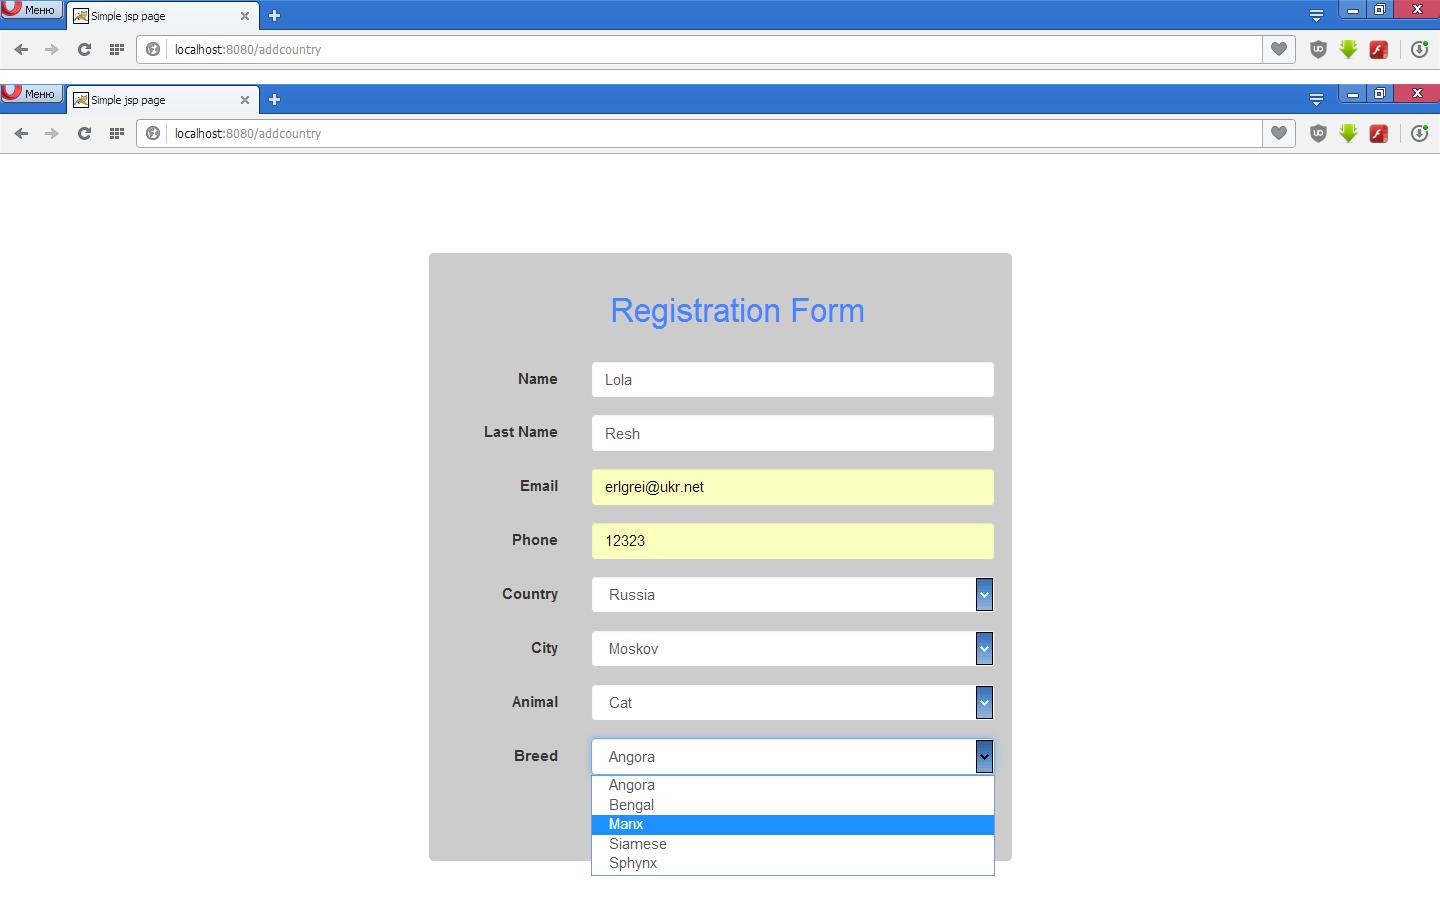 Меню
Simple jsp page
localhost:8080/addcountry
Меню
Simple jsp page
localhost:8080/addcountry
Registration Form
Name Lola
Last Name Resh
Email erlgrei@ukr.net
Phone 12323
Country Russia
City Moskov
Animal Cat
Breed Angora
Angora
Bengal
Manx
Siamese
Sphynx